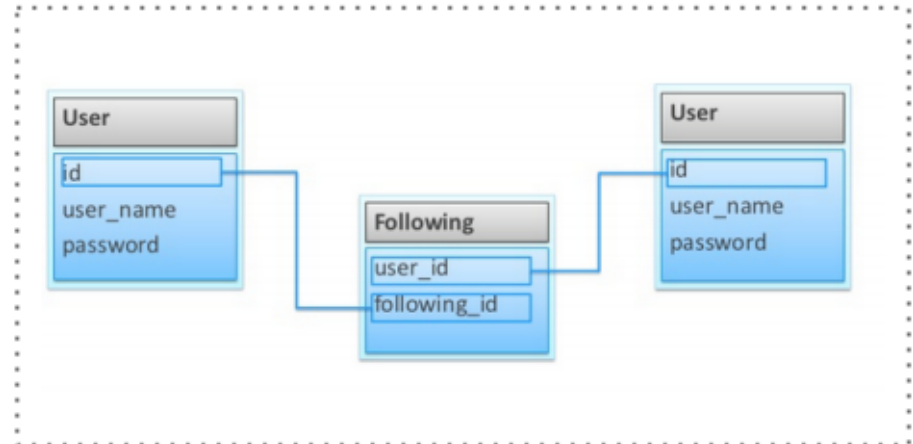 User
id
user_name
password
Following
user_id
following_id
User
id
user_name
password